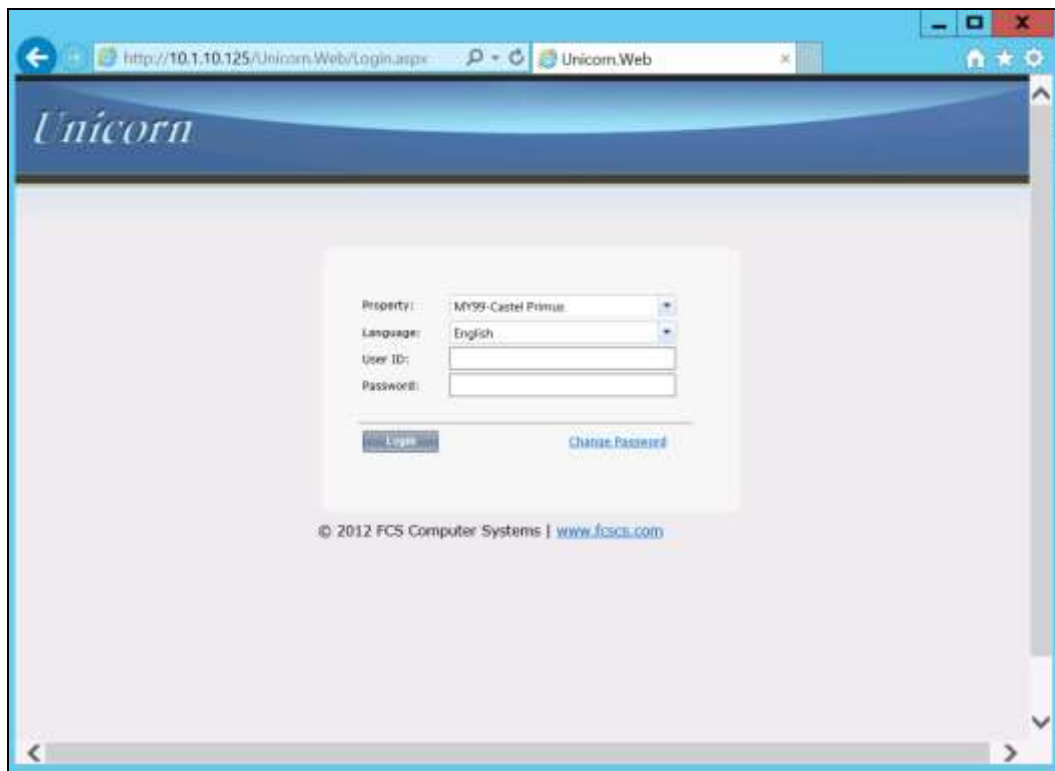 http://10.1.10.125/Unicorn.Web/Login.aspx
Unicorn.Web
Unicorn
Property: MY99-Castel Primus
Language: English
User ID:
Password:
Login Change Password
© 2012 FCS Computer Systems | www.fcscs.com